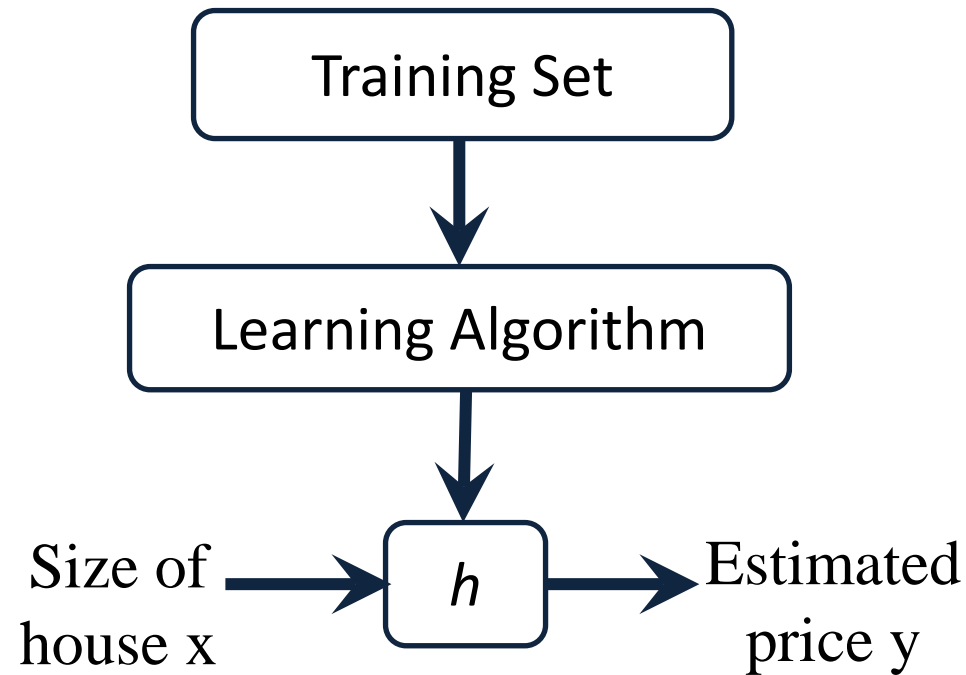 Training Set
Learning Algorithm
Size of
house x
h
Estimated
price y